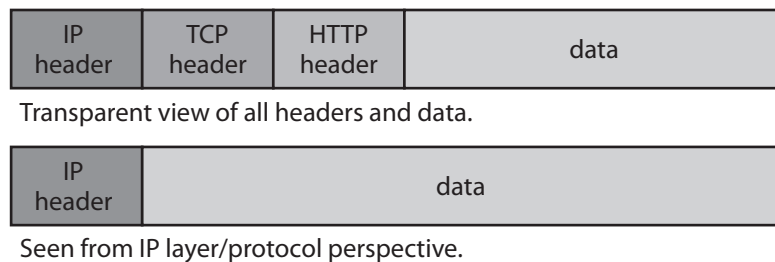 IP header
TCP header
HTTP header
data
Transparent view of all headers and data.
IP header
data
Seen from IP layer/protocol perspective.